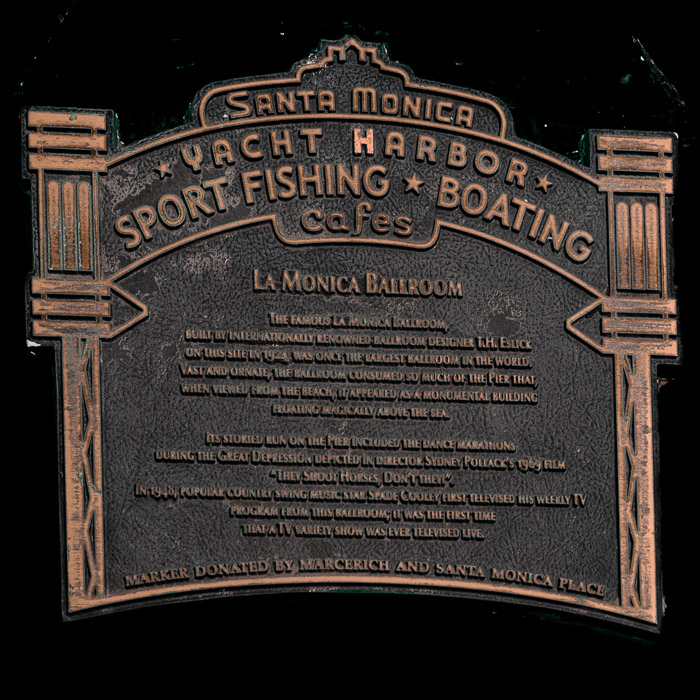 SANTA MONICA
★ YACHT HARBOR ★
SPORT FISHING ★ BOATING
cafes
LA MONICA BALLROOM
THE FAMOUS LA MONICA BALLROOM,
BUILT BY INTERNATIONALLY RENOWNED BALLROOM DESIGNER T.H. ESLICK
ON THIS SITE IN 1924, WAS ONCE THE LARGEST BALLROOM IN THE WORLD.
VAST AND ORNATE, THE BALLROOM CONSUMED SO MUCH OF THE PIER THAT,
WHEN VIEWED FROM THE BEACH, IT APPEARED AS A MONUMENTAL BUILDING
FLOATING MAGICALLY ABOVE THE SEA.
ITS STORIED RUN ON THE PIER INCLUDED THE DANCE MARATHONS
DURING THE GREAT DEPRESSION DEPICTED IN DIRECTOR SYDNEY POLLACK'S 1969 FILM
"THEY SHOOT HORSES, DON'T THEY?".
IN 1948, POPULAR COUNTRY SWING MUSIC STAR SPADE COOLEY FIRST TELEVISED HIS WEEKLY TV
PROGRAM FROM THIS BALLROOM; IT WAS THE FIRST TIME
THAT A TV VARIETY SHOW WAS EVER TELEVISED LIVE.
MARKER DONATED BY MARCERICH AND SANTA MONICA PLACE